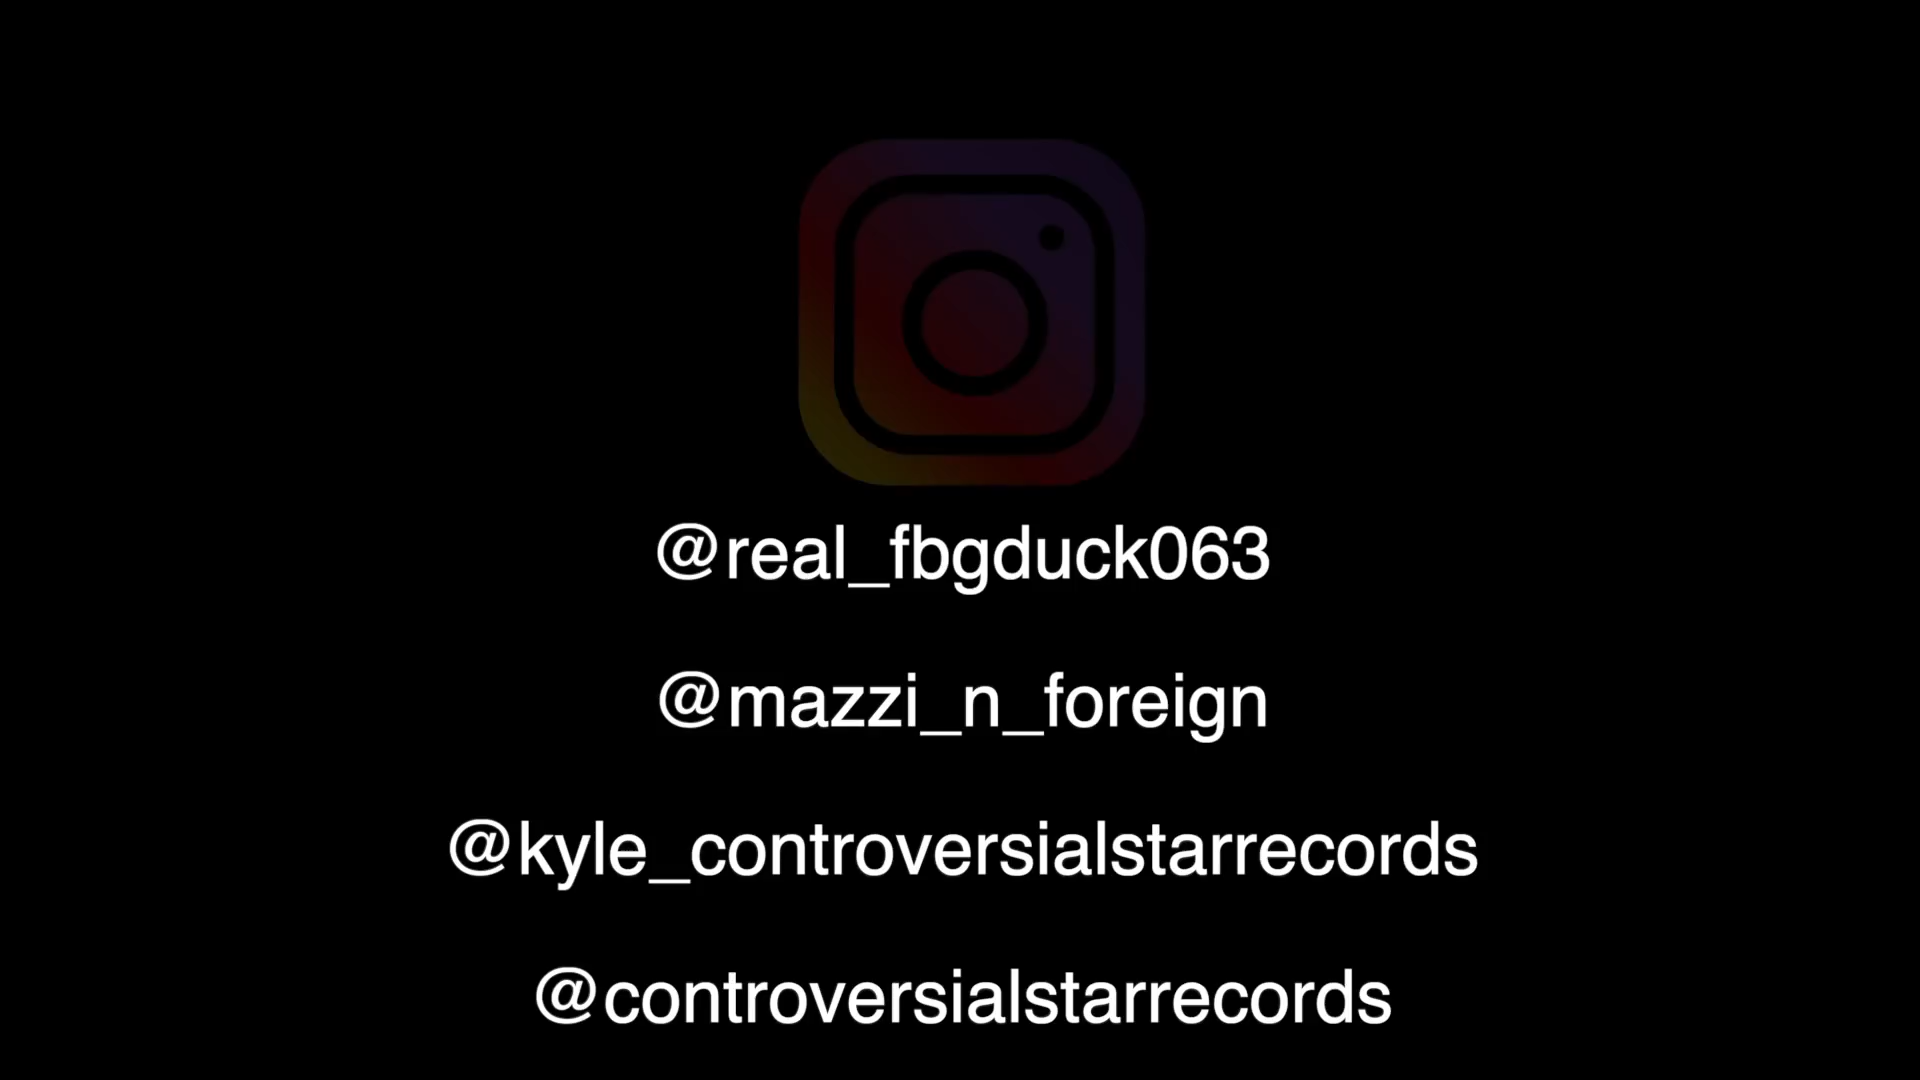 @real_fbgduck063
@mazzi_n_foreign
@kyle_controversialstarrecords
@controversialstarrecords